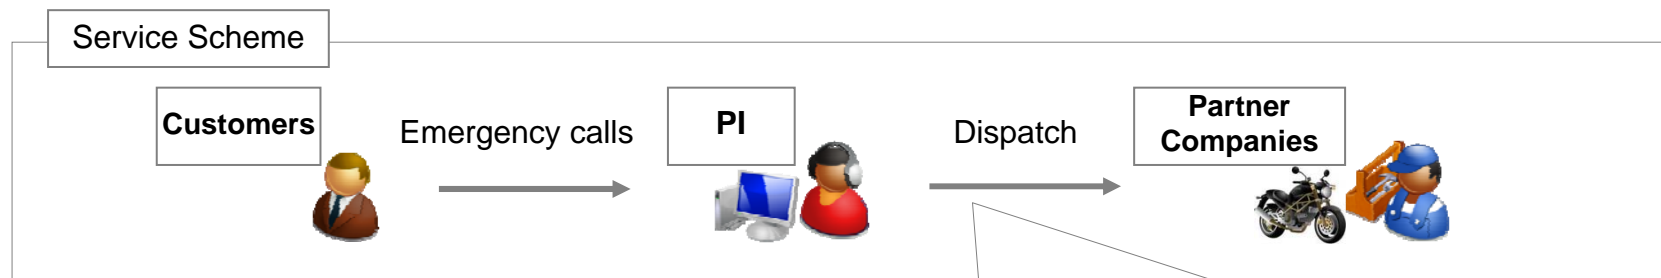 Service Scheme
Customers
Emergency calls
PI
Dispatch
Partner
Companies